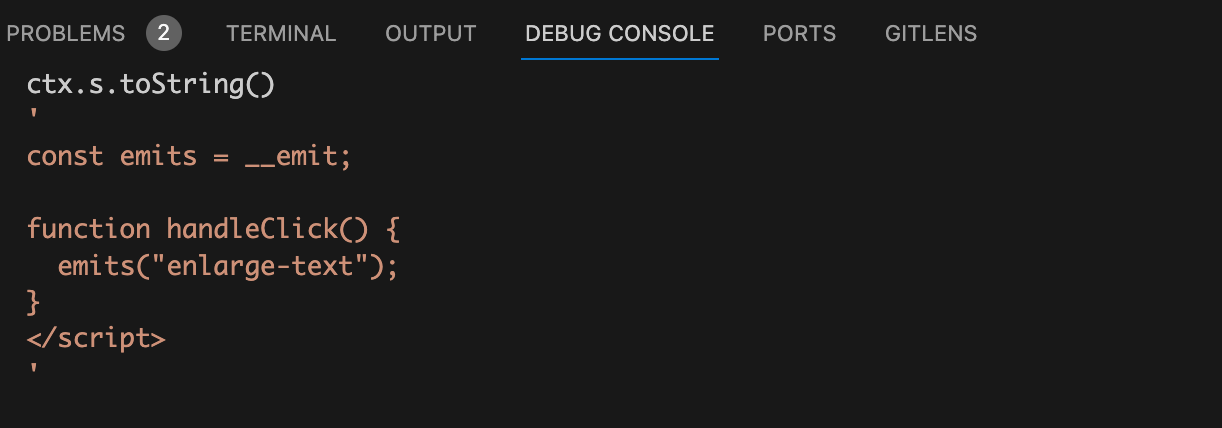 PROBLEMS 2 TERMINAL OUTPUT DEBUG CONSOLE PORTS GITLENS
ctx.s.toString()
'
const emits = __emit;

function handleClick() {
  emits("enlarge-text");
}
</script>
'